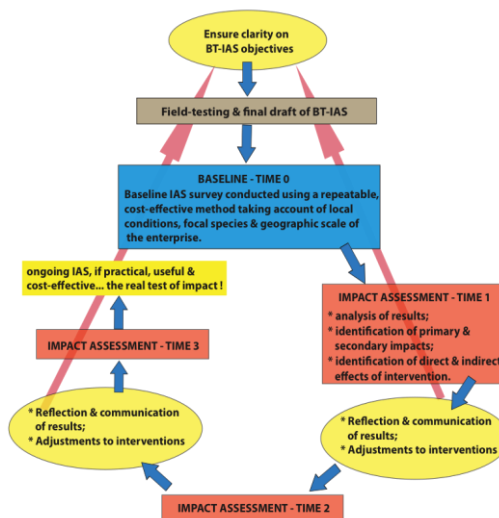 Ensure clarity on
BT-IAS objectives
Field-testing & final draft of BT-IAS
BASELINE - TIME 0
Baseline IAS survey conducted using a repeatable,
cost-effective method taking account of local
conditions, focal species & geographic scale of
the enterprise.
ongoing IAS, if practical, useful &
cost-effective... the real test of impact !
IMPACT ASSESSMENT - TIME 1
* analysis of results;
* identification of primary &
secondary impacts;
* identification of direct & indirect
effects of intervention.
IMPACT ASSESSMENT - TIME 3
* Reflection & communication
of results;
* Adjustments to interventions
* Reflection & communication
of results;
* Adjustments to interventions
IMPACT ASSESSMENT - TIME 2